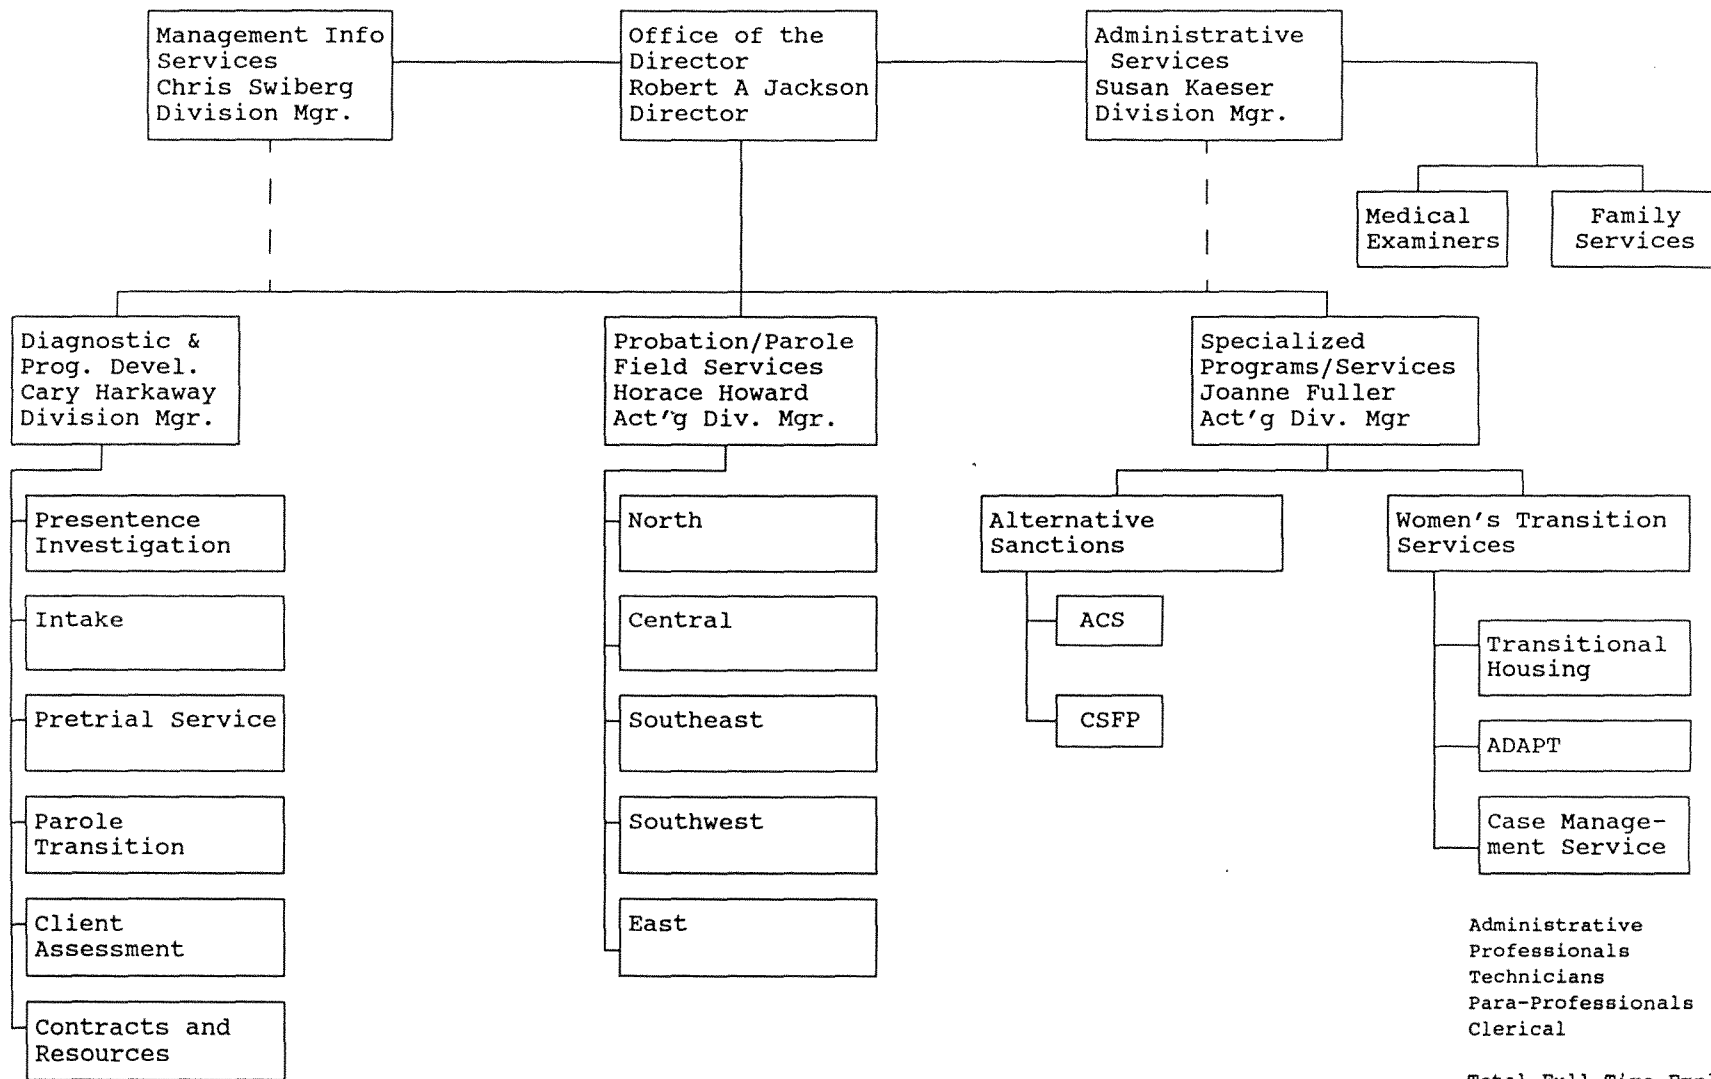 Management Info
Services
Chris Swiberg
Division Mgr.
Office of the
Director
Robert A Jackson
Director
Administrative
Services
Susan Kaeser
Division Mgr.
Medical
Examiners
Family
Services
Diagnostic &
Prog. Devel.
Cary Harkaway
Division Mgr.
Probation/Parole
Field Services
Horace Howard
Act'g Div. Mgr.
Specialized
Programs/Services
Joanne Fuller
Act'g Div. Mgr
Presentence
Investigation
Intake
Pretrial Service
Parole
Transition
Client
Assessment
Contracts and
Resources
North
Central
Southeast
Southwest
East
Alternative
Sanctions
ACS
CSFP
Women's Transition
Services
Transitional
Housing
ADAPT
Case Manage-
ment Service
Administrative
Professionals
Technicians
Para-Professionals
Clerical